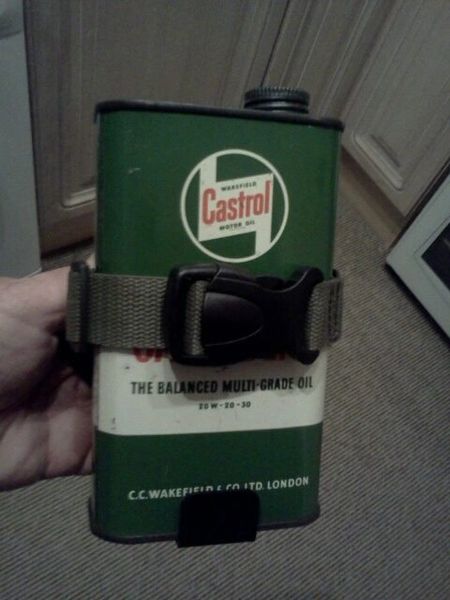 WAKEFIELD
Castrol
MOTOR OIL
THE BALANCED MULTI-GRADE OIL
20W-20-30
C.C. WAKEFIELD & CO. LTD. LONDON